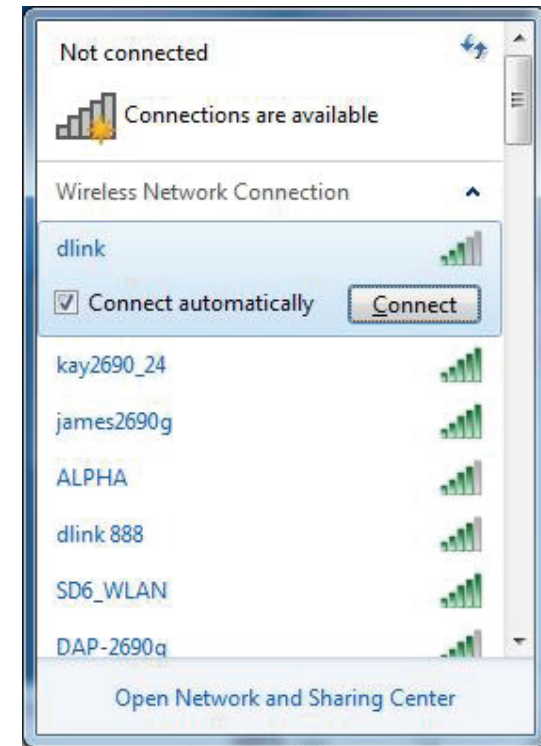 Not connected
Connections are available
Wireless Network Connection
dlink
Connect automatically Connect
kay2690_24
james2690g
ALPHA
dlink 888
SD6_WLAN
DAP-2690g
Open Network and Sharing Center